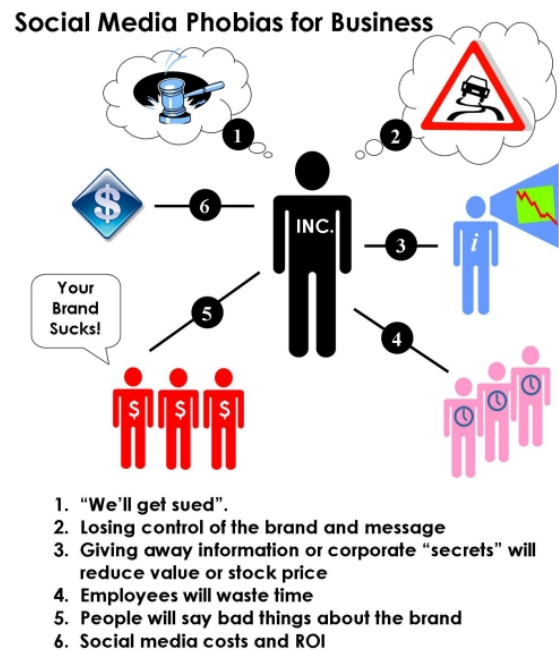 Social Media Phobias for Business
1
2
$
6
INC.
3
i
Your
Brand
Sucks!
5
4
$ $ $
1. “We’ll get sued”.
2. Losing control of the brand and message
3. Giving away information or corporate “secrets” will
reduce value or stock price
4. Employees will waste time
5. People will say bad things about the brand
6. Social media costs and ROI